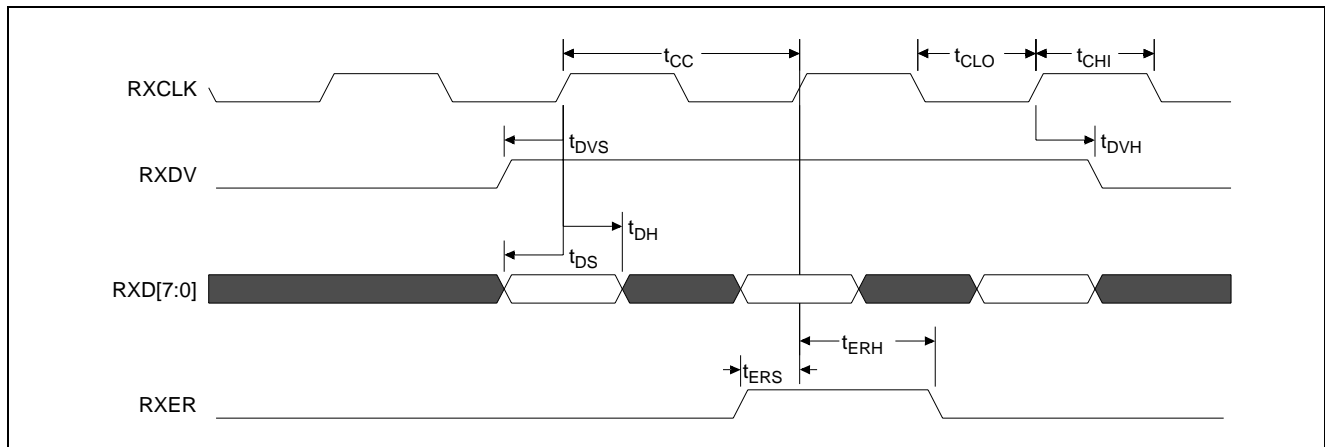 tCC
tCLO
tCHI
RXCLK
tDVS
tDVH
RXDV
tDH
tDS
RXD[7:0]
tERH
tERS
RXER